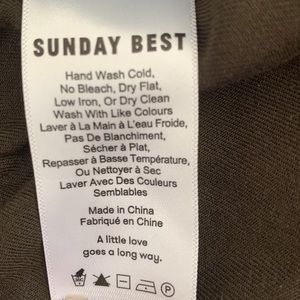 SUNDAY BEST
Hand Wash Cold,
No Bleach, Dry Flat,
Low Iron, Or Dry Clean
Wash With Like Colours
Laver à La Main à L'eau Froide,
Pas De Blanchiment,
Sécher à Plat,
Repasser à Basse Température,
Ou Nettoyer à Sec
Laver Avec Des Couleurs
Semblables
Made in China
Fabriqué en Chine
A little love
goes a long way.
P